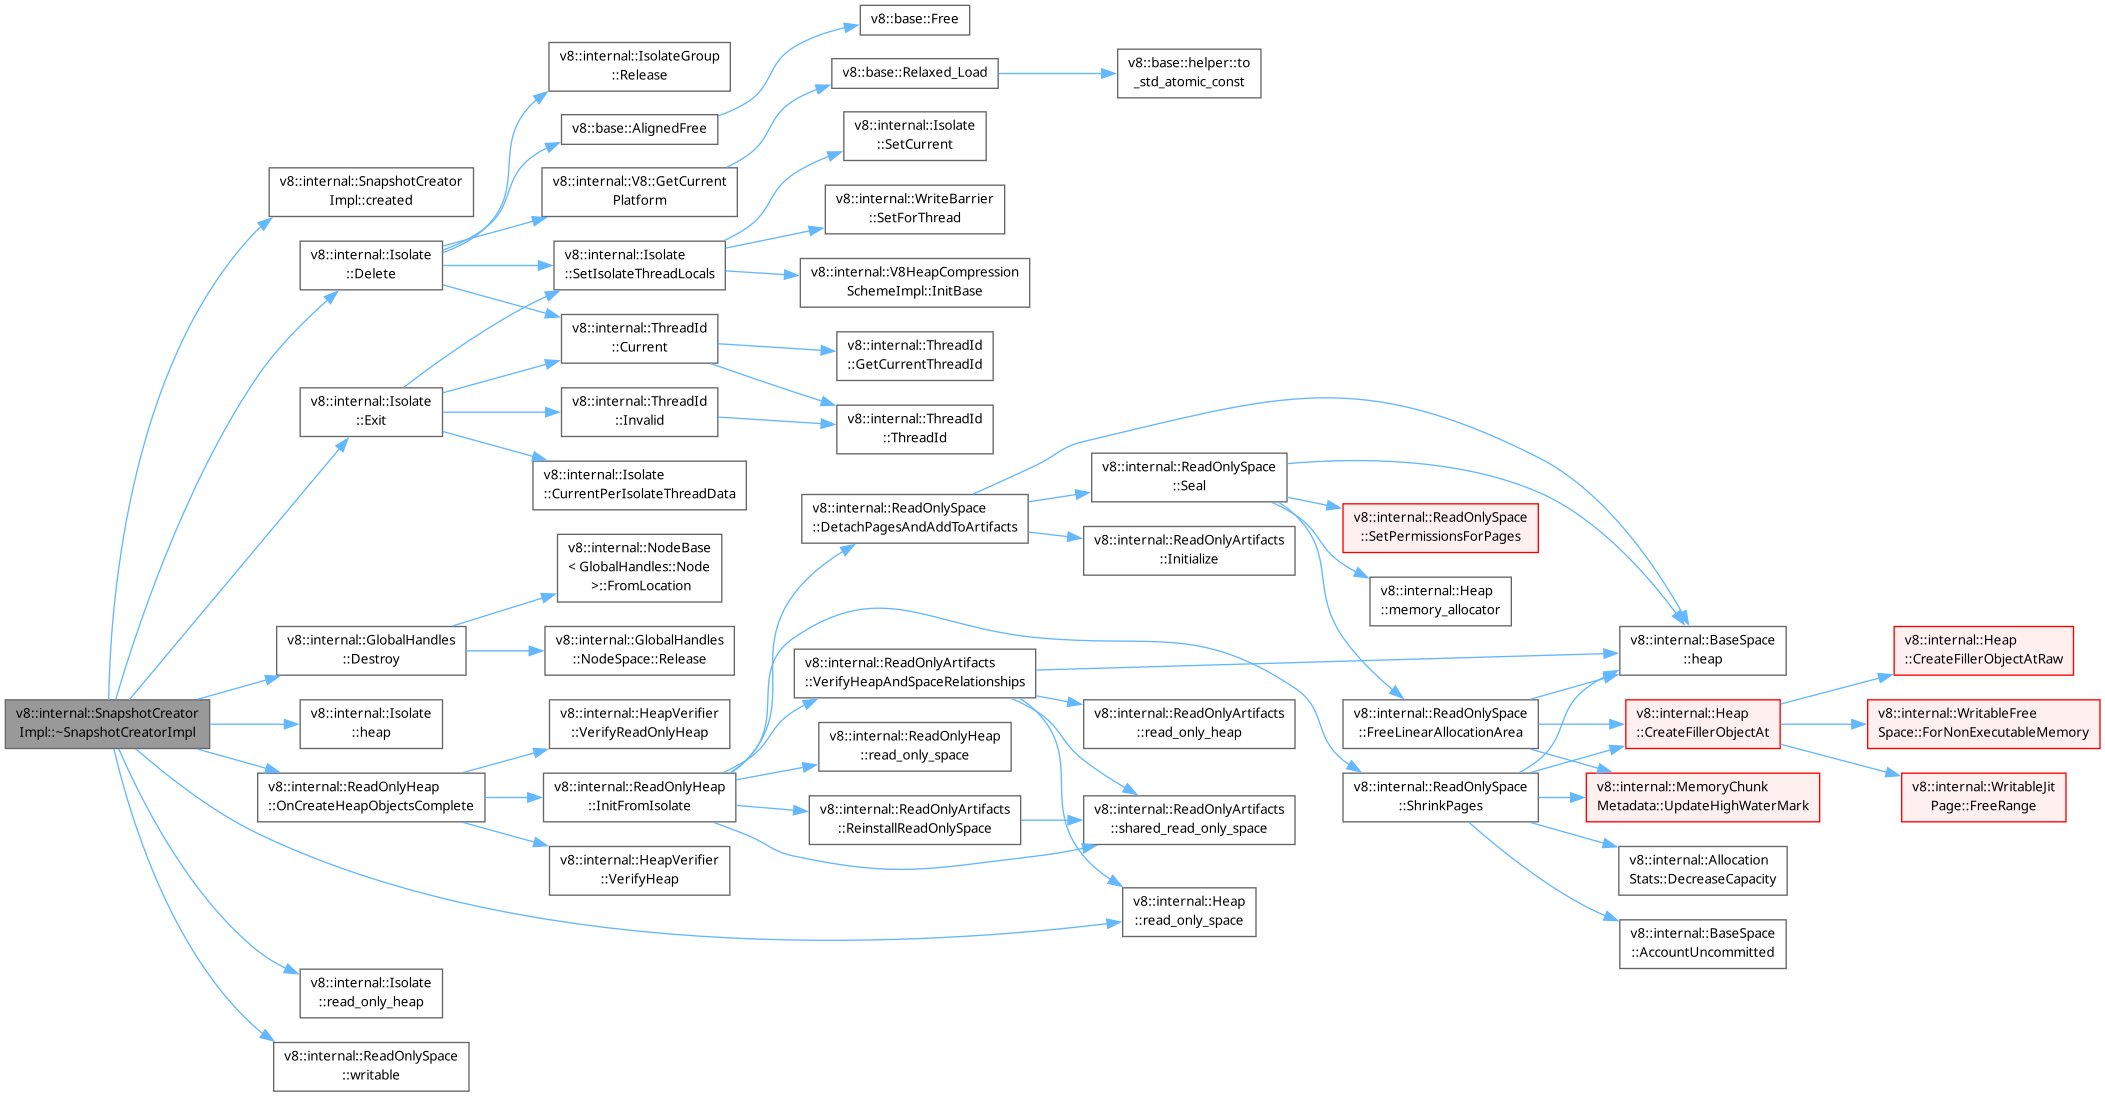 v8::internal::SnapshotCreator
Impl::~SnapshotCreatorImpl
v8::internal::SnapshotCreator
Impl::created
v8::internal::Isolate
::Delete
v8::internal::Isolate
::Exit
v8::internal::GlobalHandles
::Destroy
v8::internal::Isolate
::heap
v8::internal::ReadOnlyHeap
::OnCreateHeapObjectsComplete
v8::internal::Isolate
::read_only_heap
v8::internal::ReadOnlySpace
::writable
v8::internal::IsolateGroup
::Release
v8::base::AlignedFree
v8::internal::V8::GetCurrent
Platform
v8::internal::Isolate
::SetIsolateThreadLocals
v8::internal::ThreadId
::Current
v8::internal::ThreadId
::Invalid
v8::internal::Isolate
::CurrentPerIsolateThreadData
v8::internal::NodeBase
< GlobalHandles::Node
>::FromLocation
v8::internal::GlobalHandles
::NodeSpace::Release
v8::internal::HeapVerifier
::VerifyReadOnlyHeap
v8::internal::ReadOnlyHeap
::InitFromIsolate
v8::internal::HeapVerifier
::VerifyHeap
v8::base::Free
v8::base::Relaxed_Load
v8::internal::Isolate
::SetCurrent
v8::internal::WriteBarrier
::SetForThread
v8::internal::V8HeapCompression
SchemeImpl::InitBase
v8::internal::ThreadId
::GetCurrentThreadId
v8::internal::ThreadId
::ThreadId
v8::internal::ReadOnlySpace
::DetachPagesAndAddToArtifacts
v8::internal::ReadOnlyArtifacts
::VerifyHeapAndSpaceRelationships
v8::internal::ReadOnlyHeap
::read_only_space
v8::internal::ReadOnlyArtifacts
::ReinstallReadOnlySpace
v8::base::helper::to
_std_atomic_const
v8::internal::ReadOnlySpace
::Seal
v8::internal::ReadOnlyArtifacts
::Initialize
v8::internal::ReadOnlyArtifacts
::read_only_heap
v8::internal::ReadOnlyArtifacts
::shared_read_only_space
v8::internal::Heap
::read_only_space
v8::internal::ReadOnlySpace
::SetPermissionsForPages
v8::internal::Heap
::memory_allocator
v8::internal::ReadOnlySpace
::FreeLinearAllocationArea
v8::internal::ReadOnlySpace
::ShrinkPages
v8::internal::BaseSpace
::heap
v8::internal::Heap
::CreateFillerObjectAt
v8::internal::MemoryChunk
Metadata::UpdateHighWaterMark
v8::internal::Allocation
Stats::DecreaseCapacity
v8::internal::BaseSpace
::AccountUncommitted
v8::internal::Heap
::CreateFillerObjectAtRaw
v8::internal::WritableFree
Space::ForNonExecutableMemory
v8::internal::WritableJit
Page::FreeRange